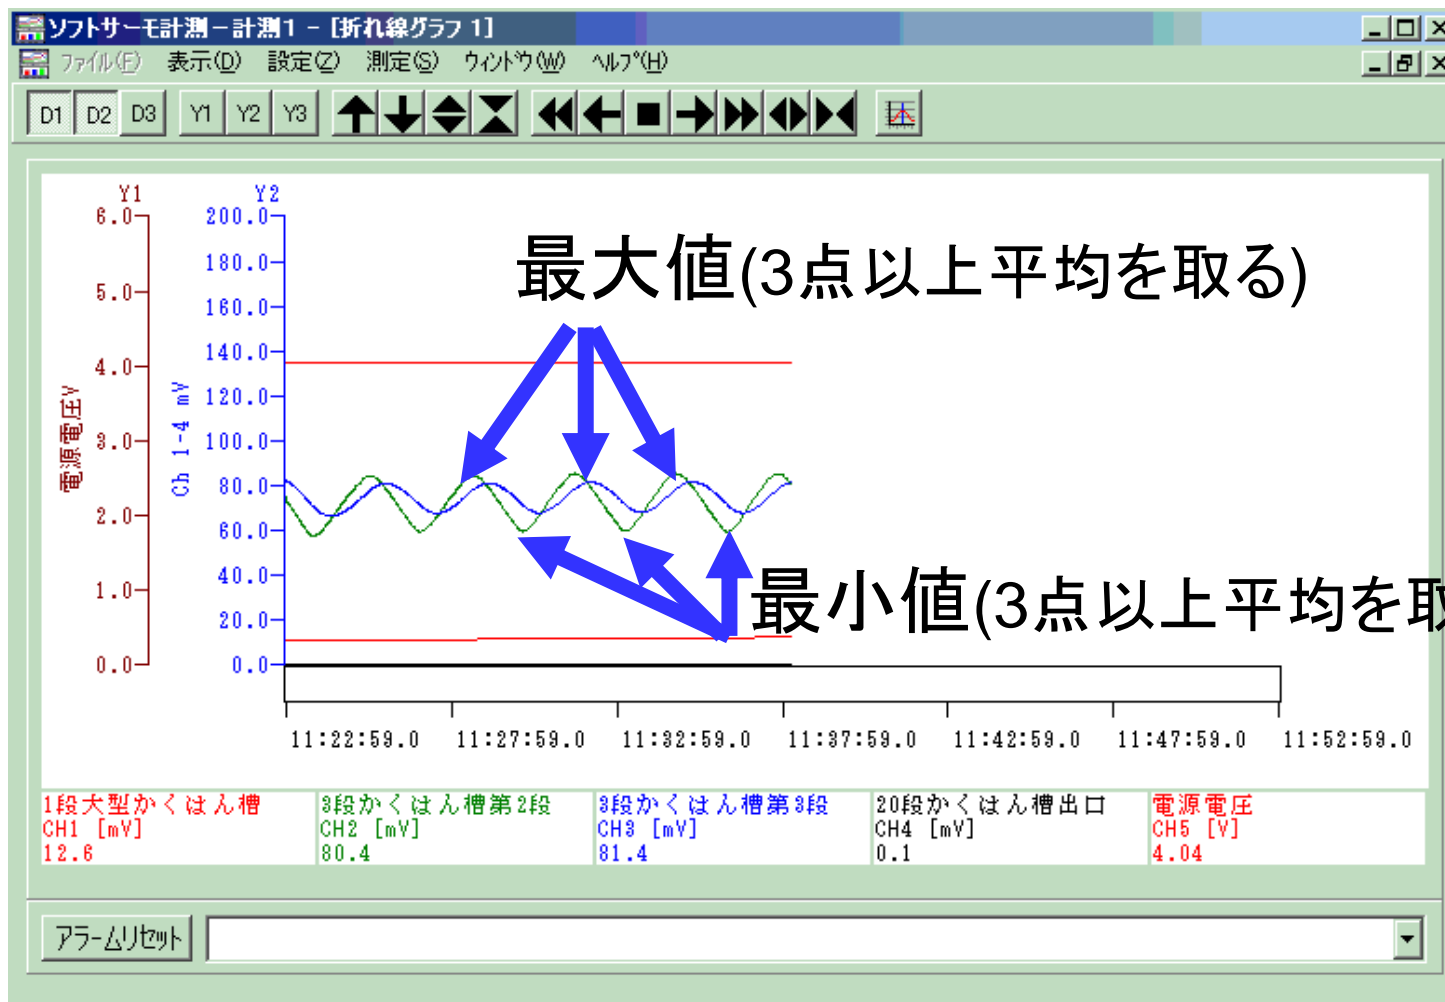 ソフトサーモ計測－計測1 - [折れ線グラフ 1]
ファイル(F) 表示(D) 設定(Z) 測定(S) ウィンドウ(W) ヘルプ(H)
D1 D2 D3 Y1 Y2 Y3
Y1 Y2
6.0 200.0
180.0
5.0
160.0
4.0 140.0
120.0
3.0 100.0
80.0
2.0
60.0
1.0 40.0
20.0
0.0 0.0
電源電圧V
Ch 1-4 mV
最大値(3点以上平均を取る)
最小値(3点以上平均を取
11:22:59.0 11:27:59.0 11:32:59.0 11:37:59.0 11:42:59.0 11:47:59.0 11:52:59.0
1段大型かくはん槽 3段かくはん槽第2段 3段かくはん槽第3段 20段かくはん槽出口 電源電圧
CH1 [mV] CH2 [mV] CH3 [mV] CH4 [mV] CH5 [V]
12.6 80.4 81.4 0.1 4.04
アラームリセット